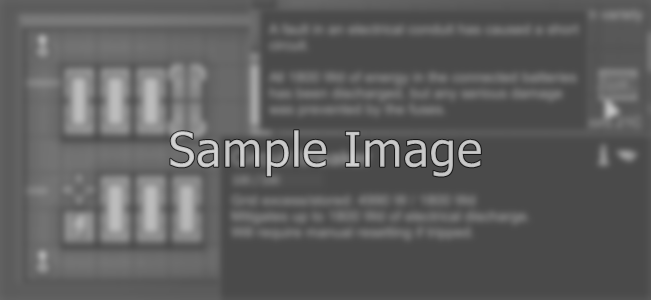 A fault in an electrical conduit has caused a short
circuit.
All 1800 Wd of energy in the connected batteries
has been discharged, but any serious damage
was prevented by the fuses.
Sample Image
Grid excess/stored: W / 1800 Wd
Mitigates up to 1800 Wd of electrical discharge.
Will require manual resetting if tripped.